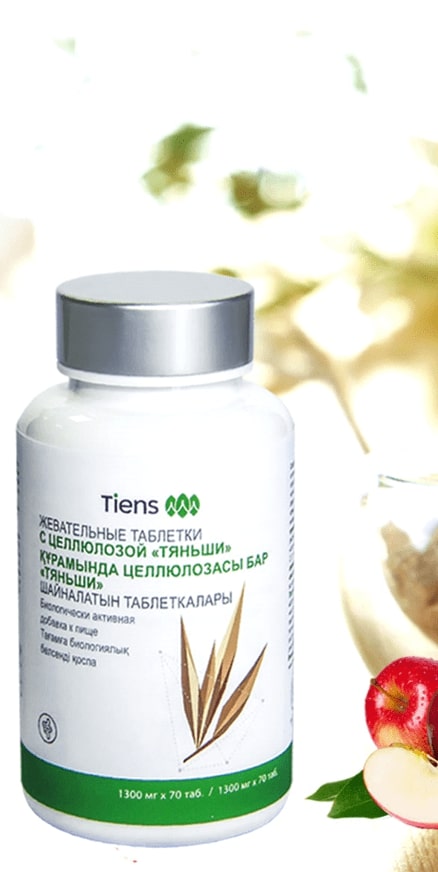 Tiens
ЖЕВАТЕЛЬНЫЕ ТАБЛЕТКИ
С ЦЕЛЛЮЛОЗОЙ «ТЯНЬШИ»
ҚҰРАМЫНДА ЦЕЛЛЮЛОЗАСЫ БАР
«ТЯНЬШИ»
ШАЙНАЛАТЫН ТАБЛЕТКАЛАРЫ
Биологически активная
добавка к пище
Тағамға биологиялық
белсенді қоспа
1300 мг x 70 таб. / 1300 мг x 70 таб.